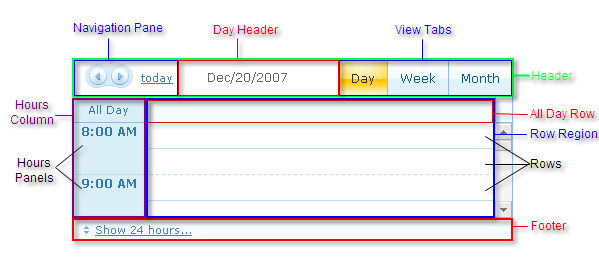 Navigation Pane
Day Header
View Tabs
today
Dec/20/2007
Day
Week
Month
Header
Hours
Column
All Day
All Day Row
8:00 AM
Row Region
Hours
Panels
Rows
9:00 AM
Footer
Show 24 hours...